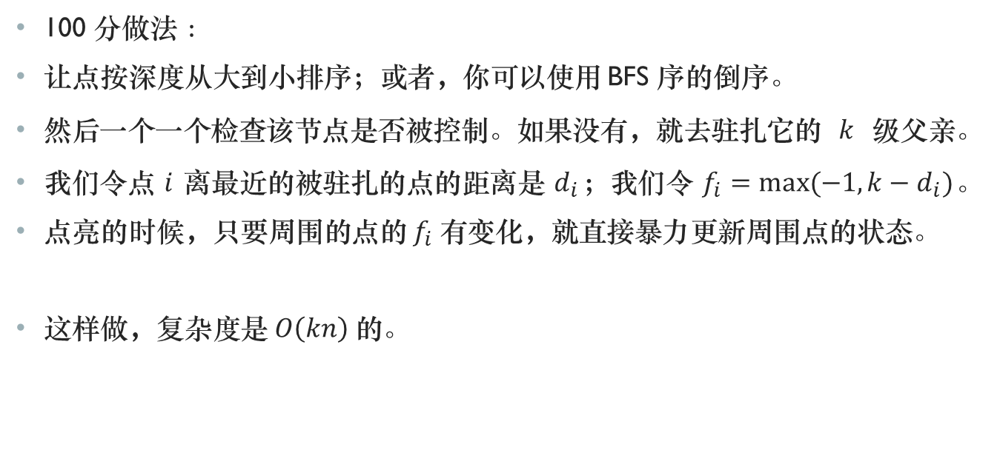 • 100 分做法：
• 让点按深度从大到小排序；或者，你可以使用 BFS 序的倒序。
• 然后一个一个检查该节点是否被控制。如果没有，就去驻扎它的 k 级父亲。
• 我们令点 i 离最近的被驻扎的点的距离是 dᵢ；我们令 fᵢ = max(−1, k − dᵢ)。
• 点亮的时候，只要周围的点的 fᵢ 有变化，就直接暴力更新周围点的状态。
• 这样做，复杂度是 O(kn) 的。